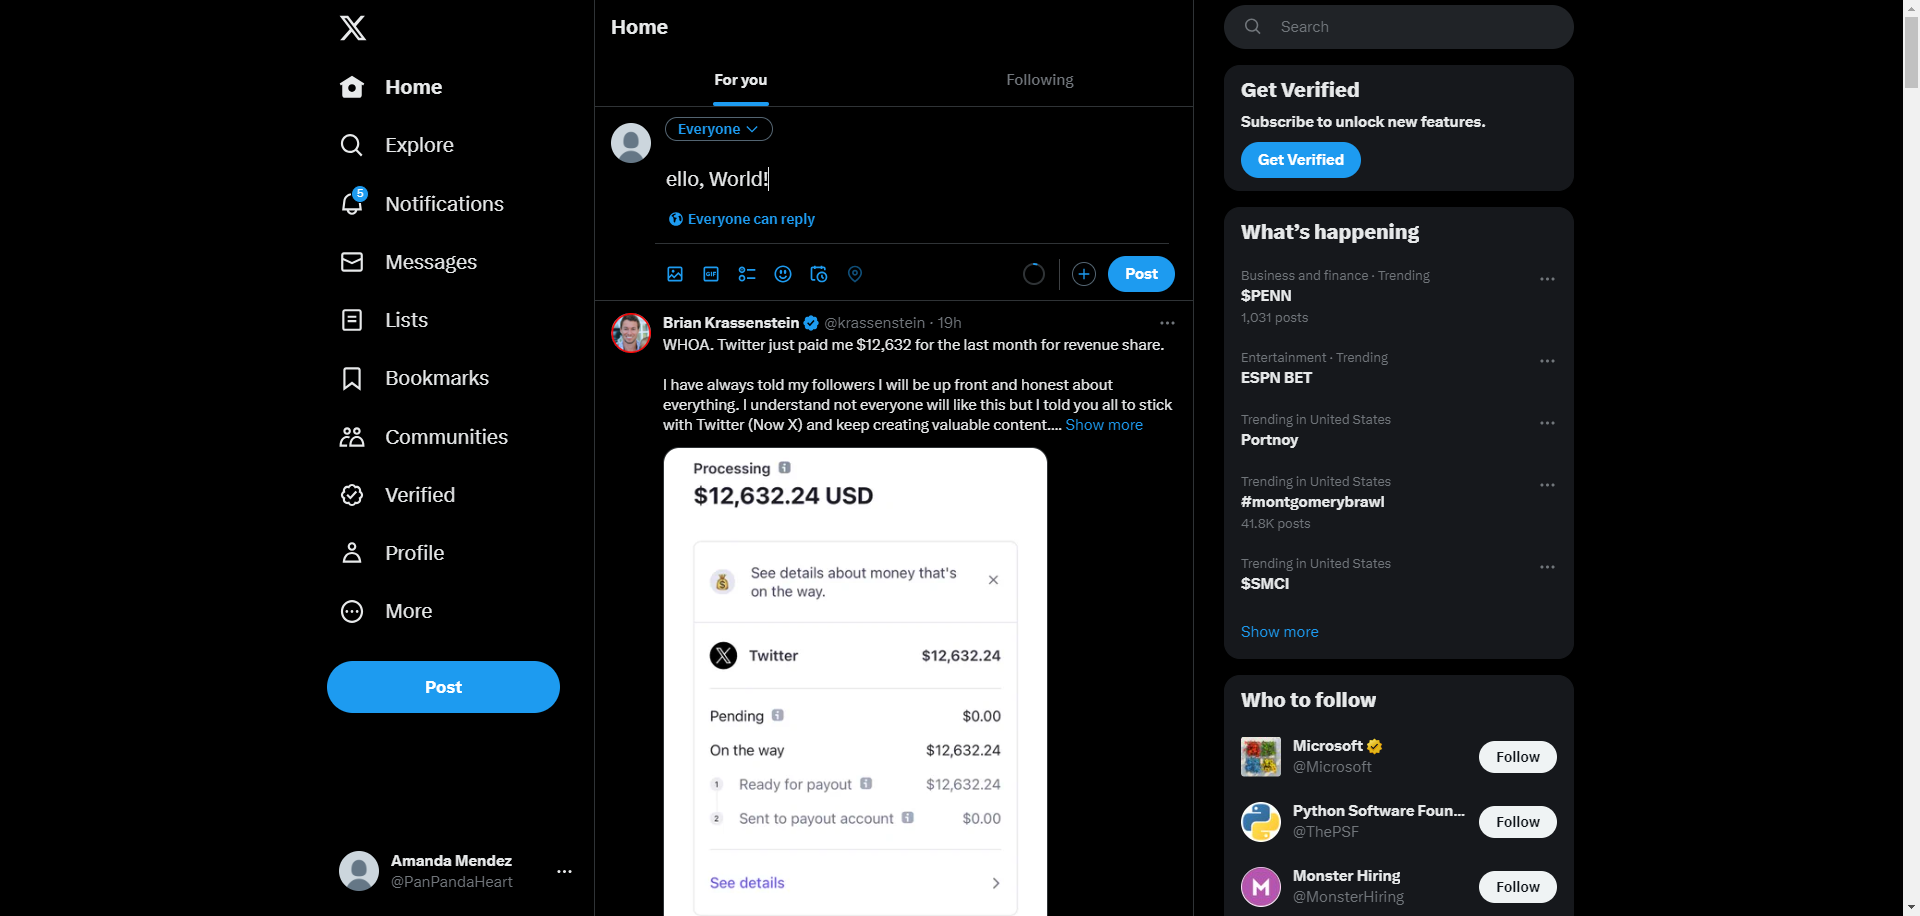 Home
Explore
5
Notifications
Messages
Lists
Bookmarks
Communities
Verified
Profile
More
Post
Amanda Mendez
@PanPandaHeart
Home
For you
Following
Everyone
ello, World!
Everyone can reply
GIF
Post
Brian Krassenstein @krassenstein · 19h
WHOA. Twitter just paid me $12,632 for the last month for revenue share.
I have always told my followers I will be up front and honest about
everything. I understand not everyone will like this but I told you all to stick
with Twitter (Now X) and keep creating valuable content.... Show more
Processing
$12,632.24 USD
See details about money that's
on the way.
Twitter $12,632.24
Pending $0.00
On the way $12,632.24
1 Ready for payout $12,632.24
2 Sent to payout account $0.00
See details
Search
Get Verified
Subscribe to unlock new features.
Get Verified
What's happening
Business and finance · Trending
$PENN
1,031 posts
Entertainment · Trending
ESPN BET
Trending in United States
Portnoy
Trending in United States
#montgomerybrawl
41.8K posts
Trending in United States
$SMCI
Show more
Who to follow
Microsoft
@Microsoft
Follow
Python Software Foun...
@ThePSF
Follow
Monster Hiring
@MonsterHiring
Follow